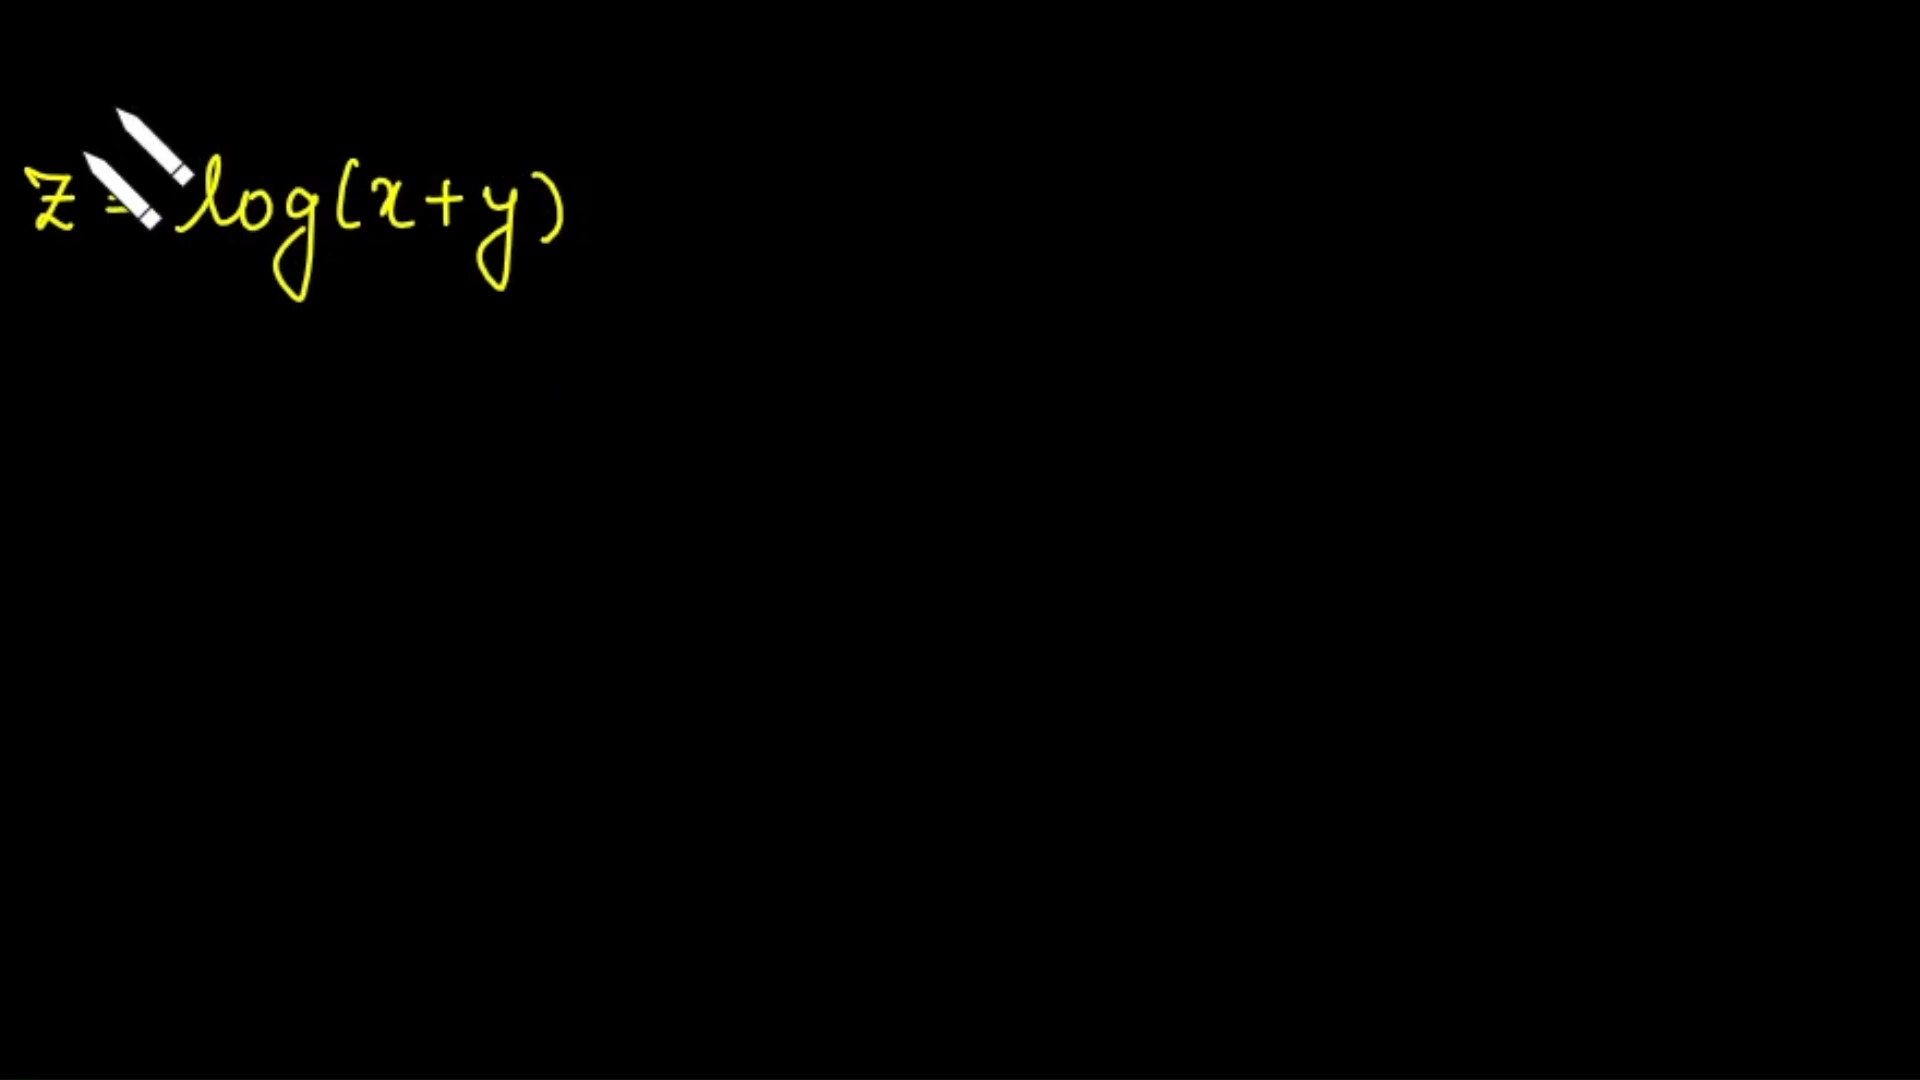 z = log(x+y)